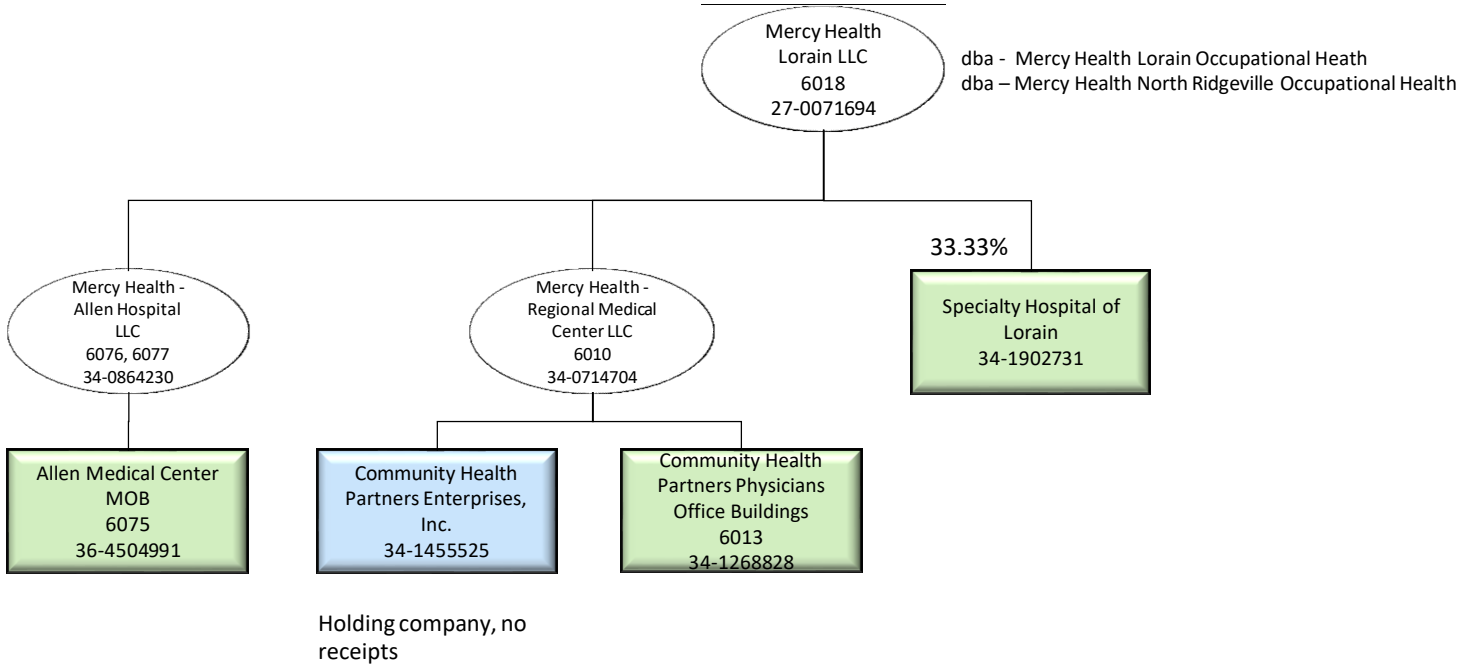 Mercy Health
Lorain LLC
6018
27-0071694
dba - Mercy Health Lorain Occupational Heath
dba – Mercy Health North Ridgeville Occupational Health
33.33%
Mercy Health -
Allen Hospital
LLC
6076, 6077
34-0864230
Mercy Health -
Regional Medical
Center LLC
6010
34-0714704
Specialty Hospital of
Lorain
34-1902731
Allen Medical Center
MOB
6075
36-4504991
Community Health
Partners Enterprises,
Inc.
34-1455525
Community Health
Partners Physicians
Office Buildings
6013
34-1268828
Holding company, no
receipts